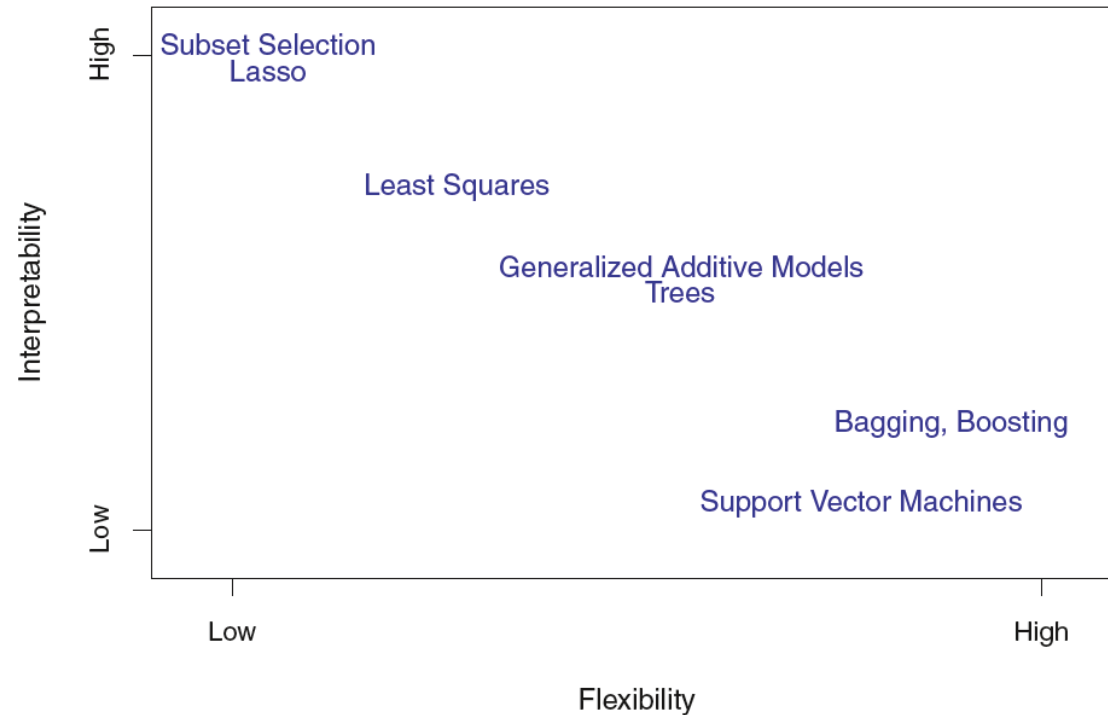 High
Subset Selection
Lasso
Least Squares
Interpretability
Generalized Additive Models
Trees
Bagging, Boosting
Support Vector Machines
Low
Low
High
Flexibility